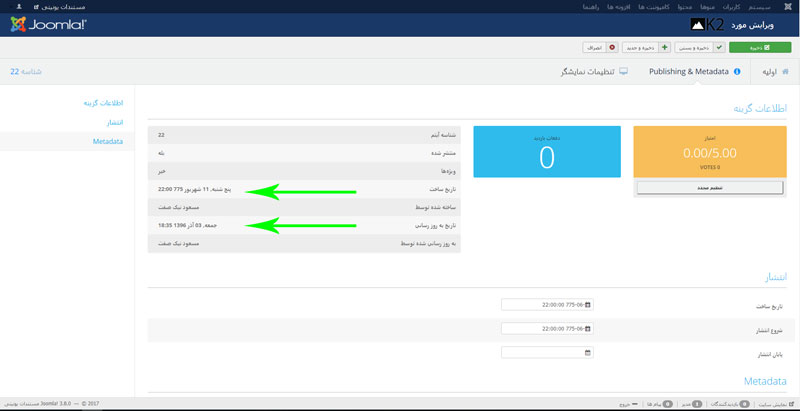 سیستم کاربران منوها محتوا کامپوننت ها افزونه ها راهنما
مستندات یونیتی
ویرایش مورد K2
Joomla!
ذخیره
ذخیره و بستن
ذخیره و جدید
انصراف
اولیه
Publishing & Metadata
تنظیمات نمایشگر
شناسه 22
اطلاعات گزینه
انتشار
Metadata
اطلاعات گزینه
امتیاز
0.00/5.00
VOTES 0
تنظیم مجدد
دفعات بازدید
0
شناسه آیتم 22
منتشر شده بله
ویژه‌ها خیر
تاریخ ساخت پنج شنبه, 11 شهریور 775 22:00
ساخته شده توسط مسعود نیک صفت
تاریخ به روز رسانی جمعه, 03 آذر 1396 18:35
به روز رسانی شده توسط مسعود نیک صفت
انتشار
تاریخ ساخت 22:00:00 775-06-
شروع انتشار 22:00:00 775-06-
پایان انتشار
Metadata
نمایش سایت
0 بازدیدکنندگان
1 مدیر
0 پیام ها
خروج
مستندات یونیتی Joomla! 3.8.0 — © 2017